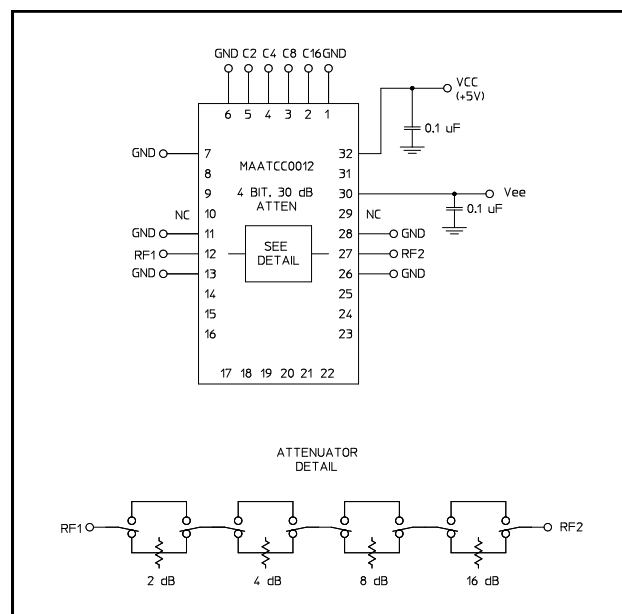 GND C2 C4 C8 C16 GND
VCC
(+5V)
6 5 4 3 2 1
0.1 uF
GND 7 32
MAATCC0012
8 31
9 4 BIT, 30 dB 30 Vee
ATTEN
0.1 uF
NC 10 29 NC
GND 11 28 GND
SEE
RF1 12 27 RF2
DETAIL
GND 13 26 GND
14 25
15 24
16 23
17 18 19 20 21 22
ATTENUATOR
DETAIL
RF1 RF2
2 dB 4 dB 8 dB 16 dB